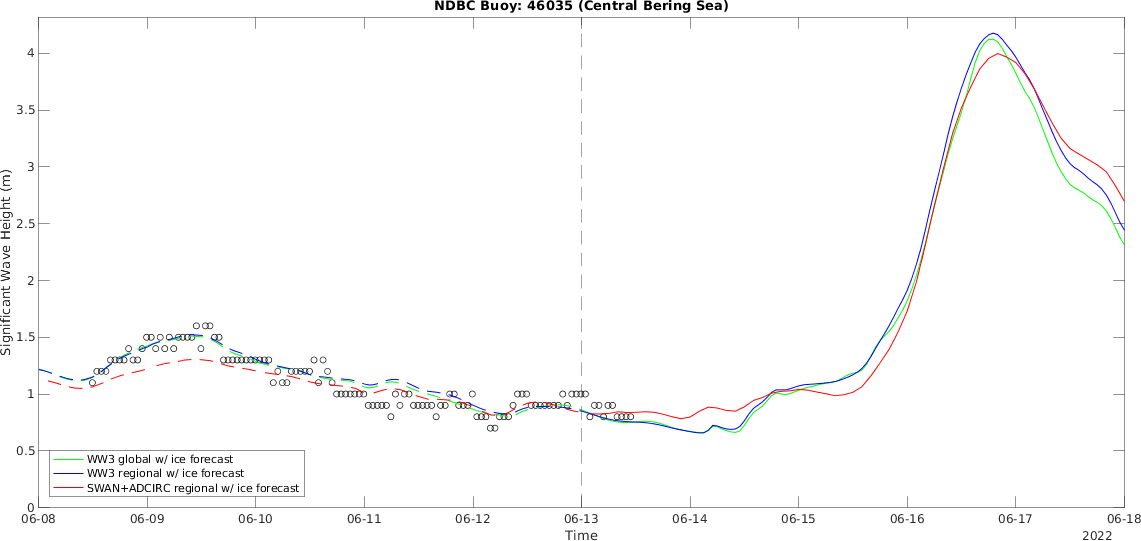 NDBC Buoy: 46035 (Central Bering Sea)
4
3.5
3
2.5
2
1.5
1
0.5
0
Significant Wave Height (m)
WW3 global w/ ice forecast
WW3 regional w/ ice forecast
SWAN+ADCIRC regional w/ ice forecast
06-08 06-09 06-10 06-11 06-12 06-13 06-14 06-15 06-16 06-17 06-18
Time
2022